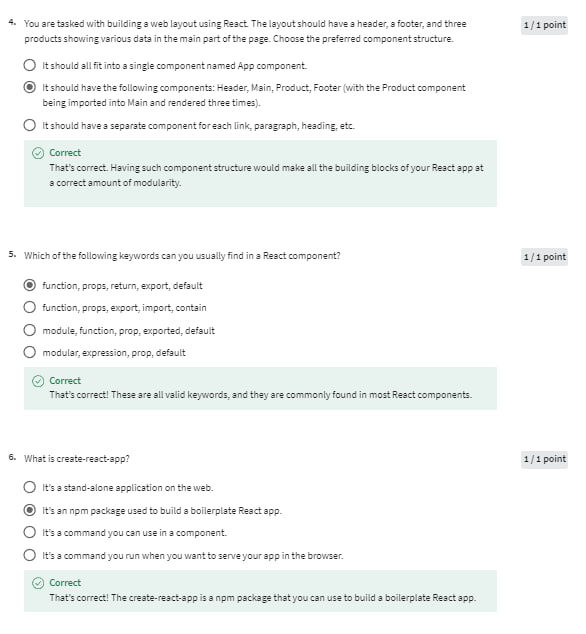 4. You are tasked with building a web layout using React. The layout should have a header, a footer, and three
1 / 1 point
products showing various data in the main part of the page. Choose the preferred component structure.
It should all fit into a single component named App component.
It should have the following components: Header, Main, Product, Footer (with the Product component
being imported into Main and rendered three times).
It should have a separate component for each link, paragraph, heading, etc.
Correct
That's correct. Having such component structure would make all the building blocks of your React app at
a correct amount of modularity.
5. Which of the following keywords can you usually find in a React component?
1 / 1 point
function, props, return, export, default
function, props, export, import, contain
module, function, prop, exported, default
modular, expression, prop, default
Correct
That's correct! These are all valid keywords, and they are commonly found in most React components.
6. What is create-react-app?
1 / 1 point
It's a stand-alone application on the web.
It's an npm package used to build a boilerplate React app.
It's a command you can use in a component.
It's a command you run when you want to serve your app in the browser.
Correct
That's correct! The create-react-app is a npm package that you can use to build a boilerplate React app.